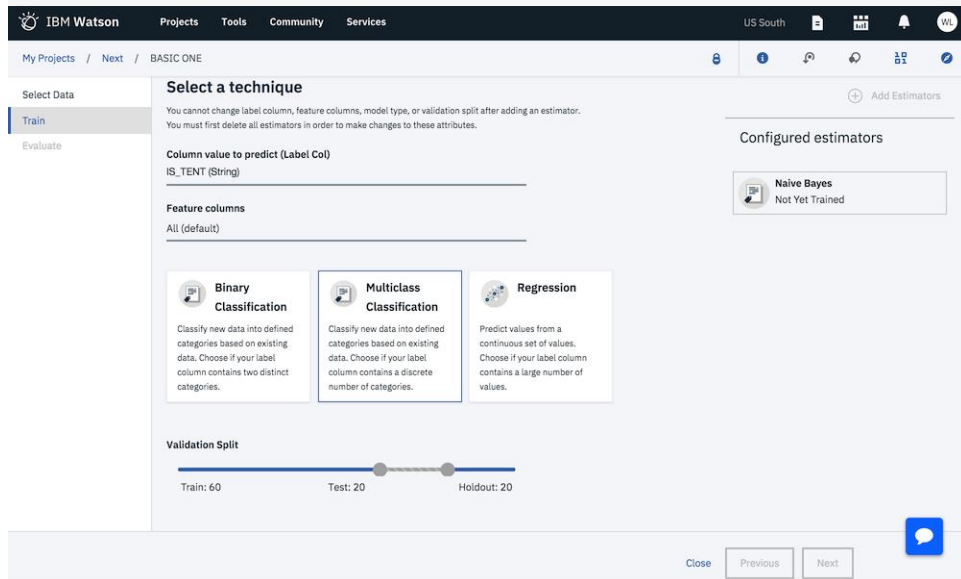 IBM Watson
Projects Tools Community Services
US South
WL
My Projects / Next / BASIC ONE
Select Data
Train
Evaluate
Select a technique
You cannot change label column, feature columns, model type, or validation split after adding an estimator.
You must first delete all estimators in order to make changes to these attributes.
Column value to predict (Label Col)
IS_TENT (String)
Feature columns
All (default)
Binary
Classification
Classify new data into defined
categories based on existing
data. Choose if your label
column contains two distinct
categories.
Multiclass
Classification
Classify new data into defined
categories based on existing
data. Choose if your label
column contains a discrete
number of categories.
Regression
Predict values from a
continuous set of values.
Choose if your label column
contains a large number of
values.
Validation Split
Train: 60
Test: 20
Holdout: 20
Add Estimators
Configured estimators
Naive Bayes
Not Yet Trained
Close
Previous
Next